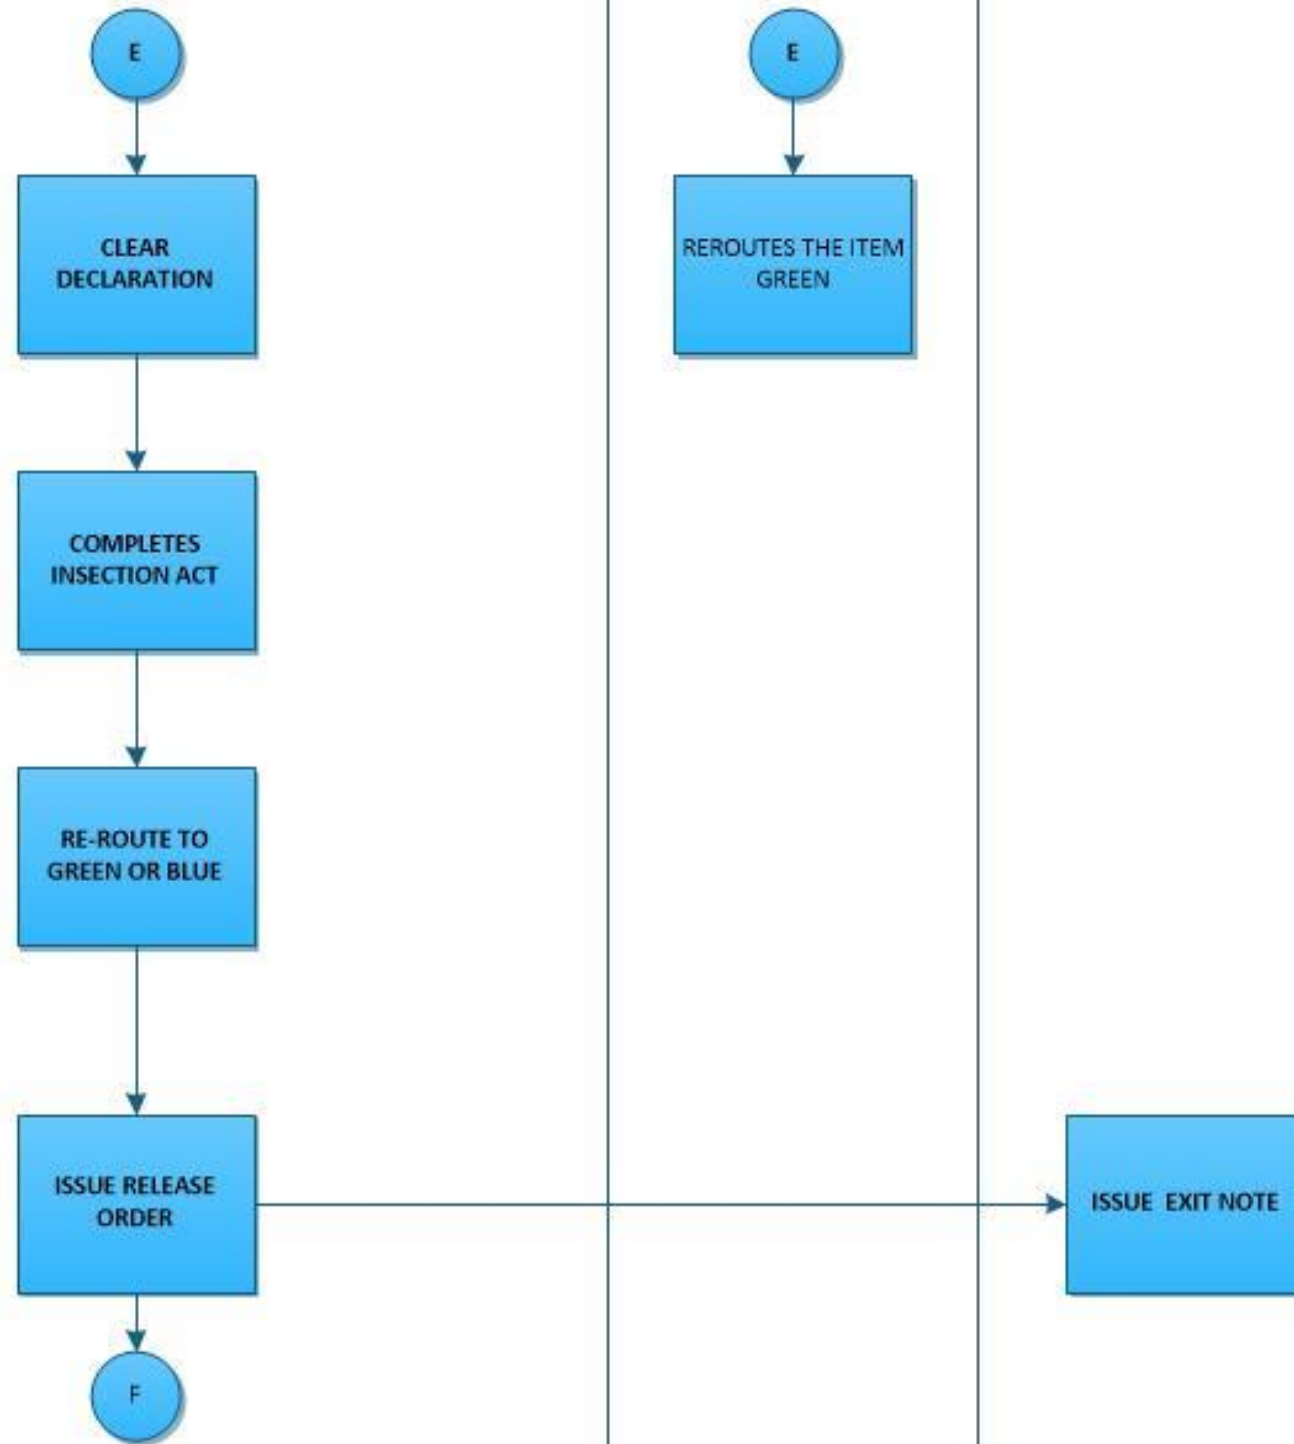 E
E
CLEAR
DECLARATION
REROUTES THE ITEM
GREEN
COMPLETES
INSECTION ACT
RE-ROUTE TO
GREEN OR BLUE
ISSUE RELEASE
ORDER
ISSUE EXIT NOTE
F